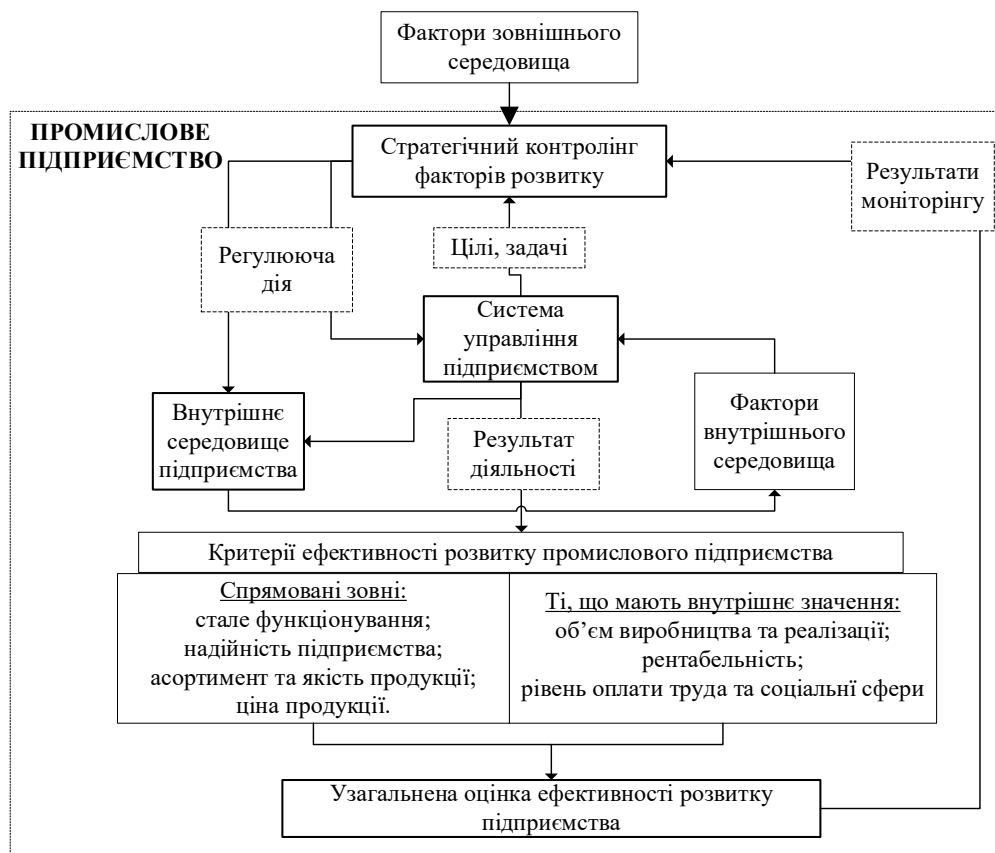 Фактори зовнішнього
середовища
ПРОМИСЛОВЕ
ПІДПРИЄМСТВО
Стратегічний контролінг
факторів розвитку
Результати
моніторінгу
Регулююча
дія
Цілі, задачі
Система
управління
підприємством
Внутрішнє
середовище
підприємства
Результат
діяльності
Фактори
внутрішнього
середовища
Критерії ефективності розвитку промислового підприємства
Спрямовані зовні:
стале функціонування;
надійність підприємства;
асортимент та якість продукції;
ціна продукції.
Ті, що мають внутрішнє значення:
об’єм виробництва та реалізації;
рентабельність;
рівень оплати труда та соціальнї сфери
Узагальнена оцінка ефективності розвитку
підприємства